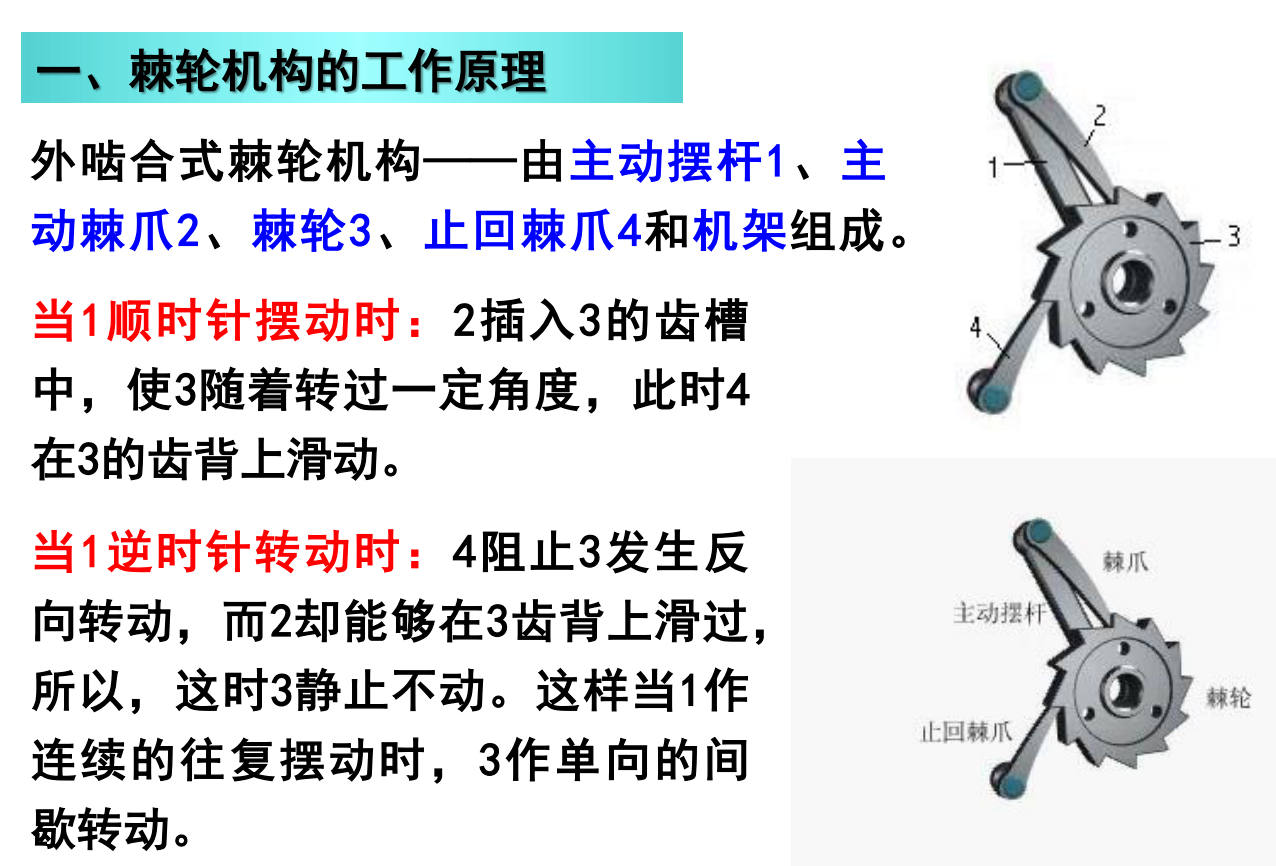 一、棘轮机构的工作原理
外啮合式棘轮机构——由主动摆杆1、主
动棘爪2、棘轮3、止回棘爪4和机架组成。
当1顺时针摆动时：2插入3的齿槽
中，使3随着转过一定角度，此时4
在3的齿背上滑动。
当1逆时针转动时：4阻止3发生反
向转动，而2却能够在3齿背上滑过，
所以，这时3静止不动。这样当1作
连续的往复摆动时，3作单向的间
歇转动。
2
1
3
4
棘爪
主动摆杆
棘轮
止回棘爪